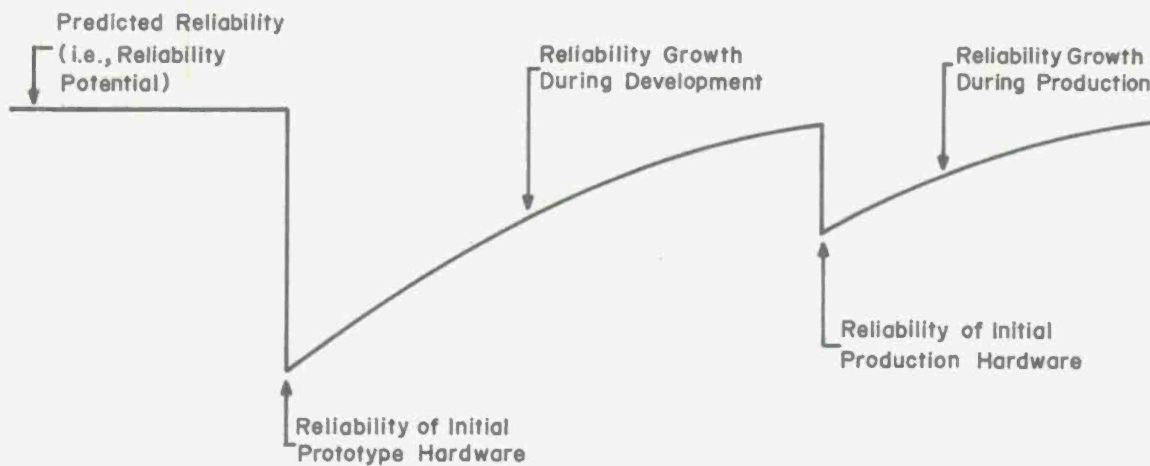 Predicted Reliability
(i.e., Reliability
Potential)
Reliability Growth
During Development
Reliability Growth
During Production
Reliability of Initial
Production Hardware
Reliability of Initial
Prototype Hardware